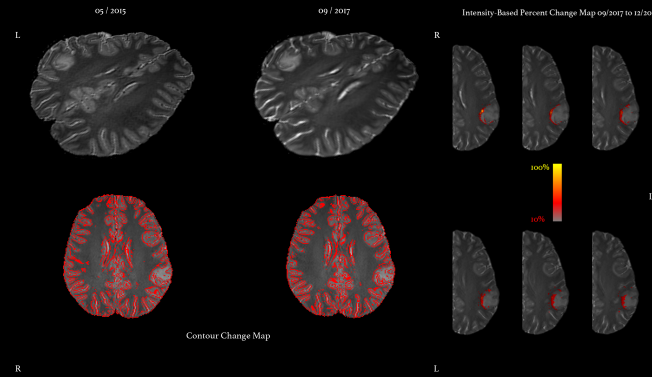 05 / 2015
09 / 2017
Intensity-Based Percent Change Map 09/2017 to 12/20
L
R
100%
10%
Contour Change Map
R
L